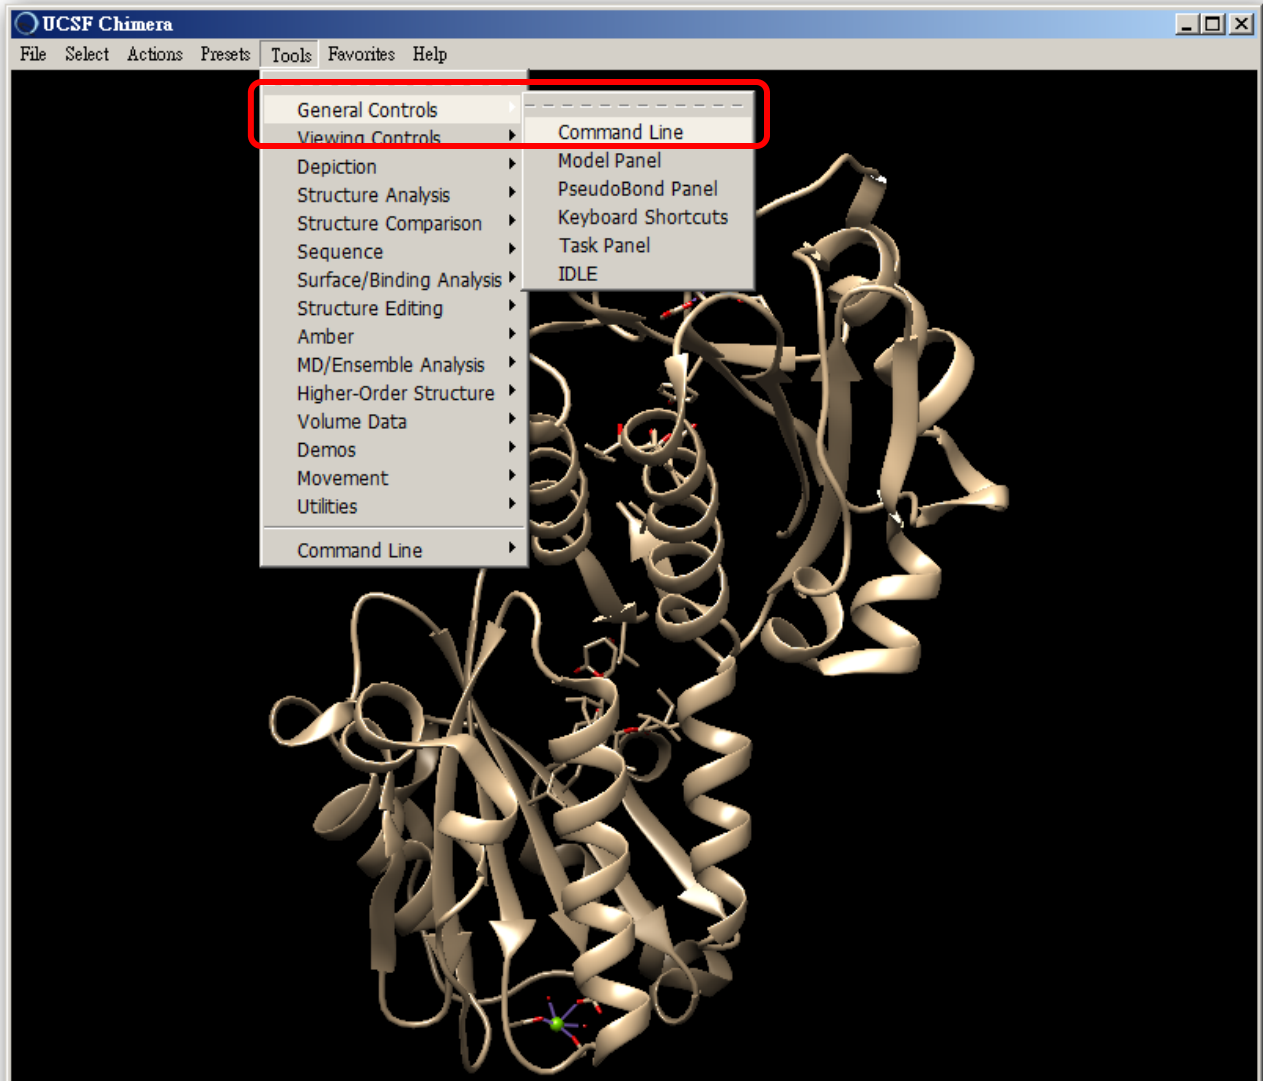 UCSF Chimera
File Select Actions Presets Tools Favorites Help
General Controls
Viewing Controls
Depiction
Structure Analysis
Structure Comparison
Sequence
Surface/Binding Analysis
Structure Editing
Amber
MD/Ensemble Analysis
Higher-Order Structure
Volume Data
Demos
Movement
Utilities
Command Line
Command Line
Model Panel
PseudoBond Panel
Keyboard Shortcuts
Task Panel
IDLE